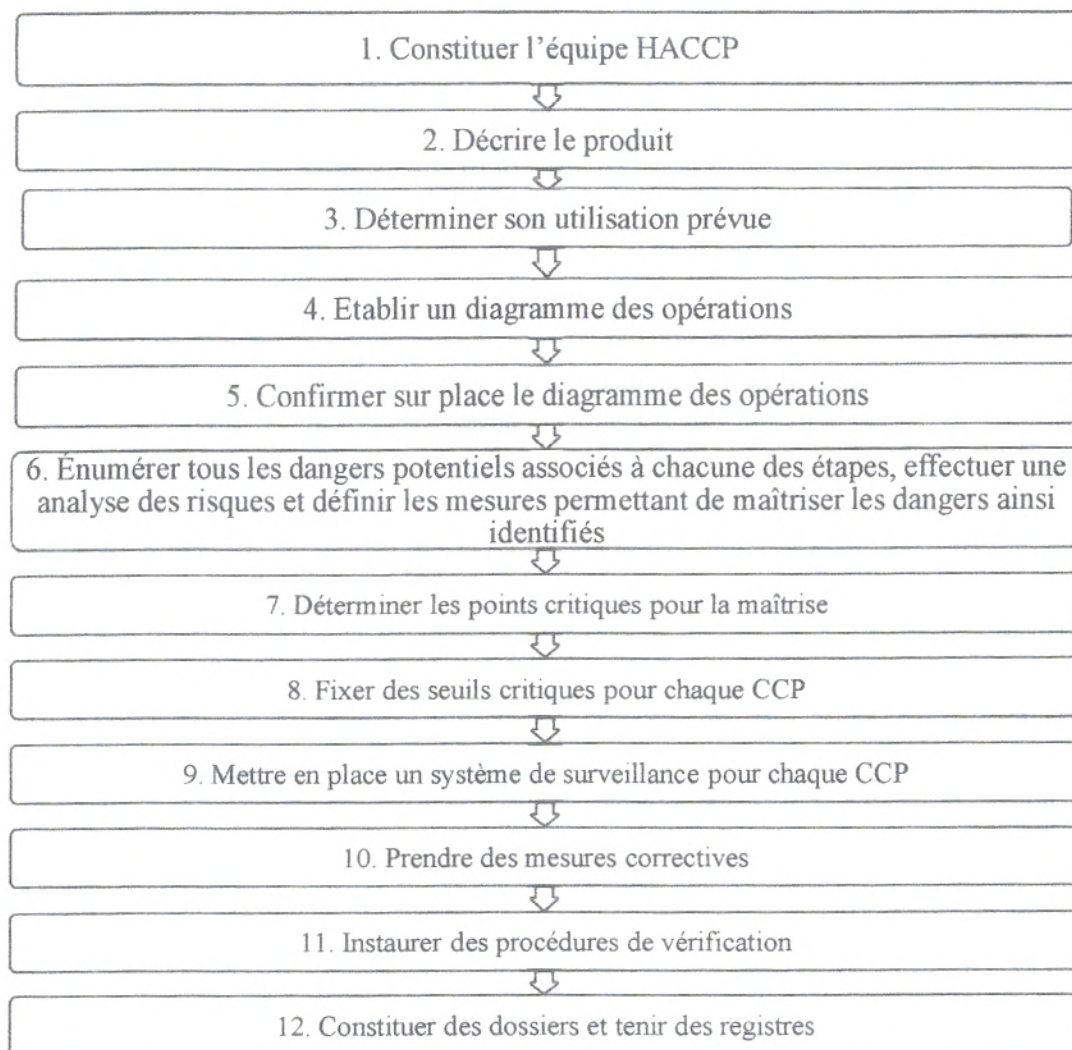 1. Constituer l’équipe HACCP
2. Décrire le produit
3. Déterminer son utilisation prévue
4. Etablir un diagramme des opérations
5. Confirmer sur place le diagramme des opérations
6. Énumérer tous les dangers potentiels associés à chacune des étapes, effectuer une
analyse des risques et définir les mesures permettant de maîtriser les dangers ainsi
identifiés
7. Déterminer les points critiques pour la maîtrise
8. Fixer des seuils critiques pour chaque CCP
9. Mettre en place un système de surveillance pour chaque CCP
10. Prendre des mesures correctives
11. Instaurer des procédures de vérification
12. Constituer des dossiers et tenir des registres